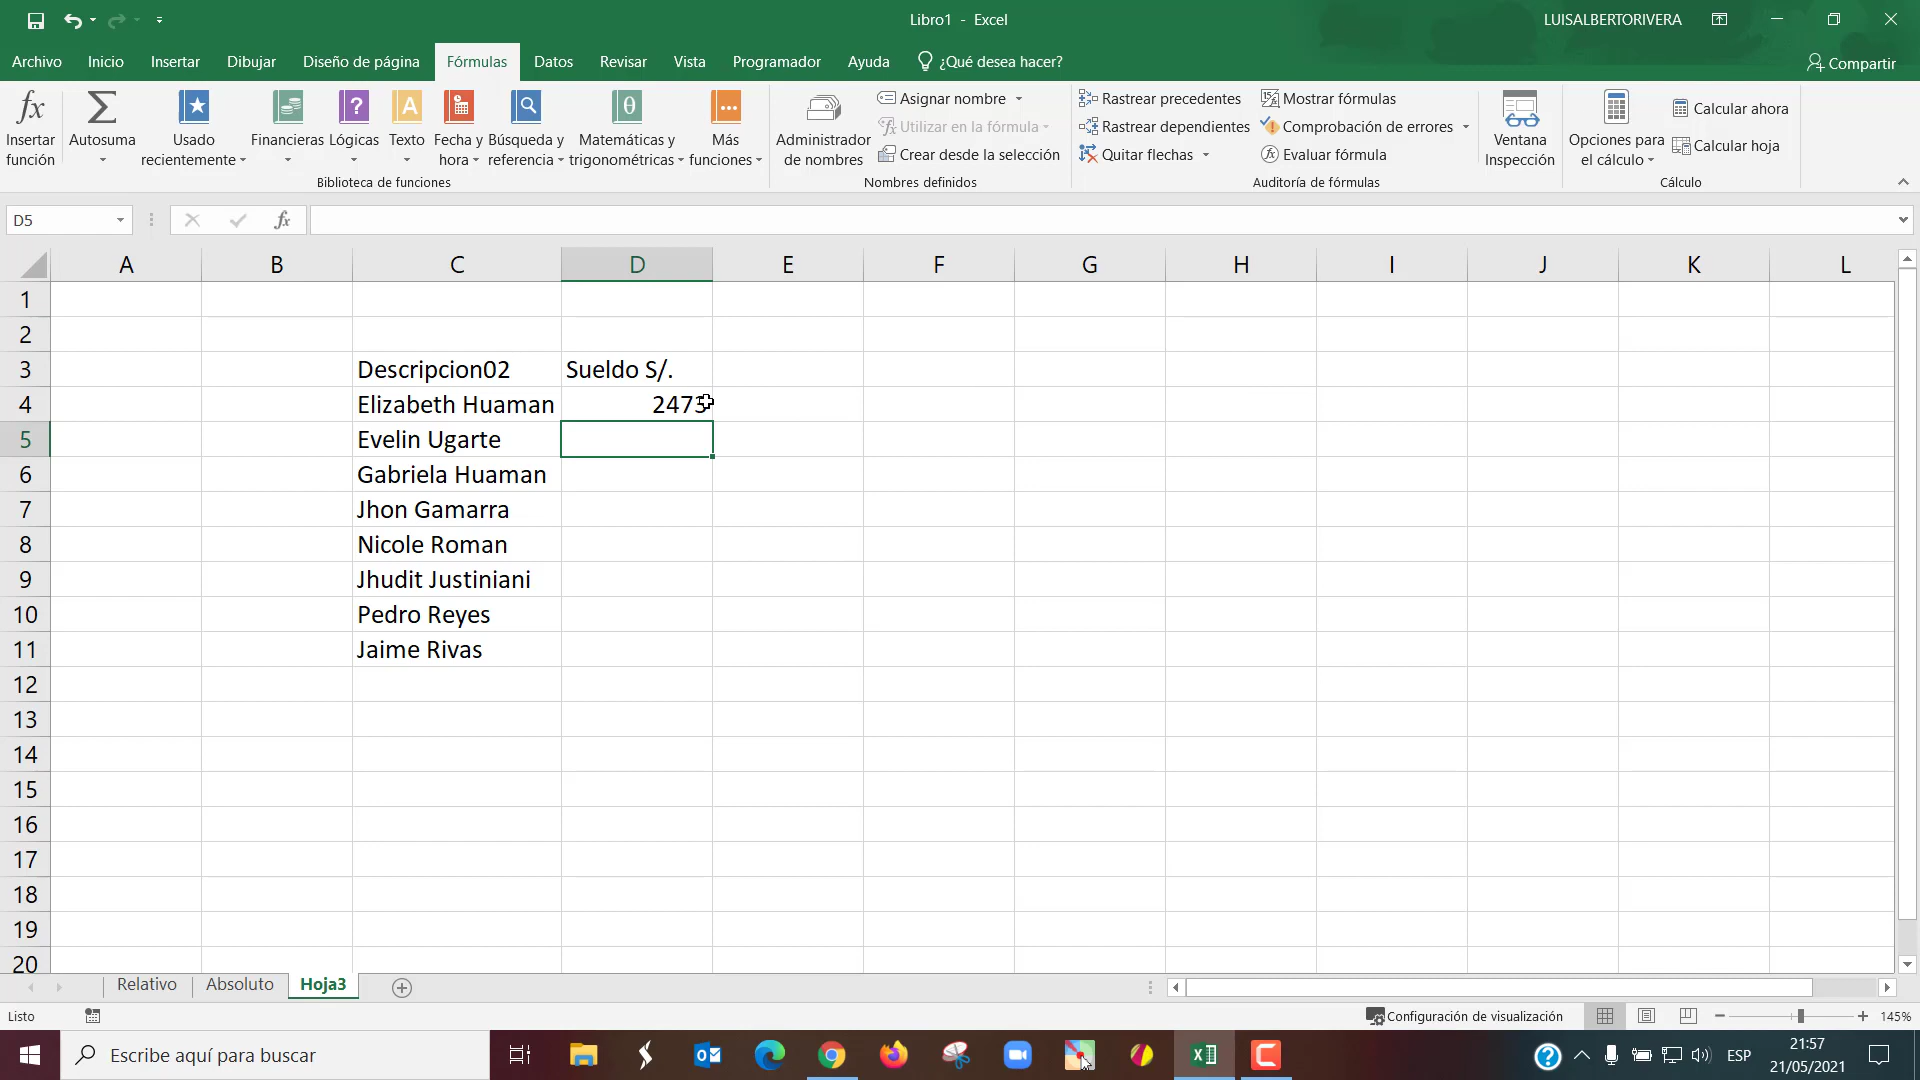 Libro1 - Excel
LUISALBERTORIVERA
Archivo Inicio Insertar Dibujar Diseño de página Fórmulas Datos Revisar Vista Programador Ayuda ¿Qué desea hacer? Compartir
fx Insertar función
Autosuma
Usado recientemente
Financieras
Lógicas
Texto
Fecha y hora
Búsqueda y referencia
Matemáticas y trigonométricas
Más funciones
Biblioteca de funciones
Administrador de nombres
Asignar nombre
Utilizar en la fórmula
Crear desde la selección
Nombres definidos
Rastrear precedentes
Rastrear dependientes
Quitar flechas
Mostrar fórmulas
Comprobación de errores
Evaluar fórmula
Auditoría de fórmulas
Ventana Inspección
Opciones para el cálculo
Calcular ahora
Calcular hoja
Cálculo
D5 fx
A B C D E F G H I J K L
1
2
3 Descripcion02 Sueldo S/.
4 Elizabeth Huaman 2473
5 Evelin Ugarte
6 Gabriela Huaman
7 Jhon Gamarra
8 Nicole Roman
9 Jhudit Justiniani
10 Pedro Reyes
11 Jaime Rivas
12
13
14
15
16
17
18
19
20
Relativo Absoluto Hoja3
Listo
Configuración de visualización
145%
Escribe aquí para buscar
ESP
21:57
21/05/2021